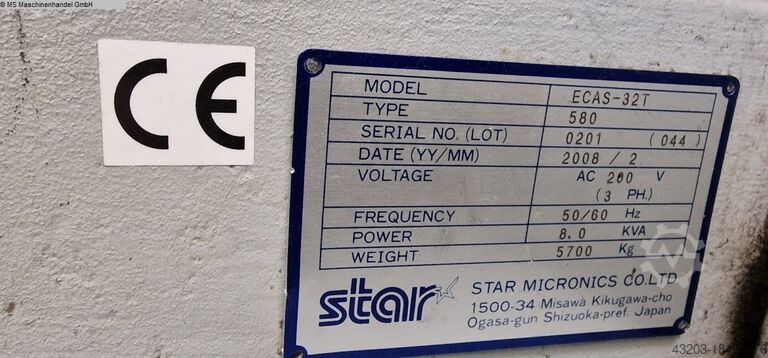 © MS Maschinenhandel GmbH
CE
MODEL ECAS-32T
TYPE 580
SERIAL NO. (LOT) 0201 (044)
DATE (YY/MM) 2008 / 2
VOLTAGE AC 200 V
(3 PH.)
FREQUENCY 50/60 Hz
POWER 8.0 KVA
WEIGHT 5700 Kg
star
STAR MICRONICS CO.LTD
1500-34 Misawa Kikugawa-cho
Ogasa-gun Shizuoka-pref. Japan